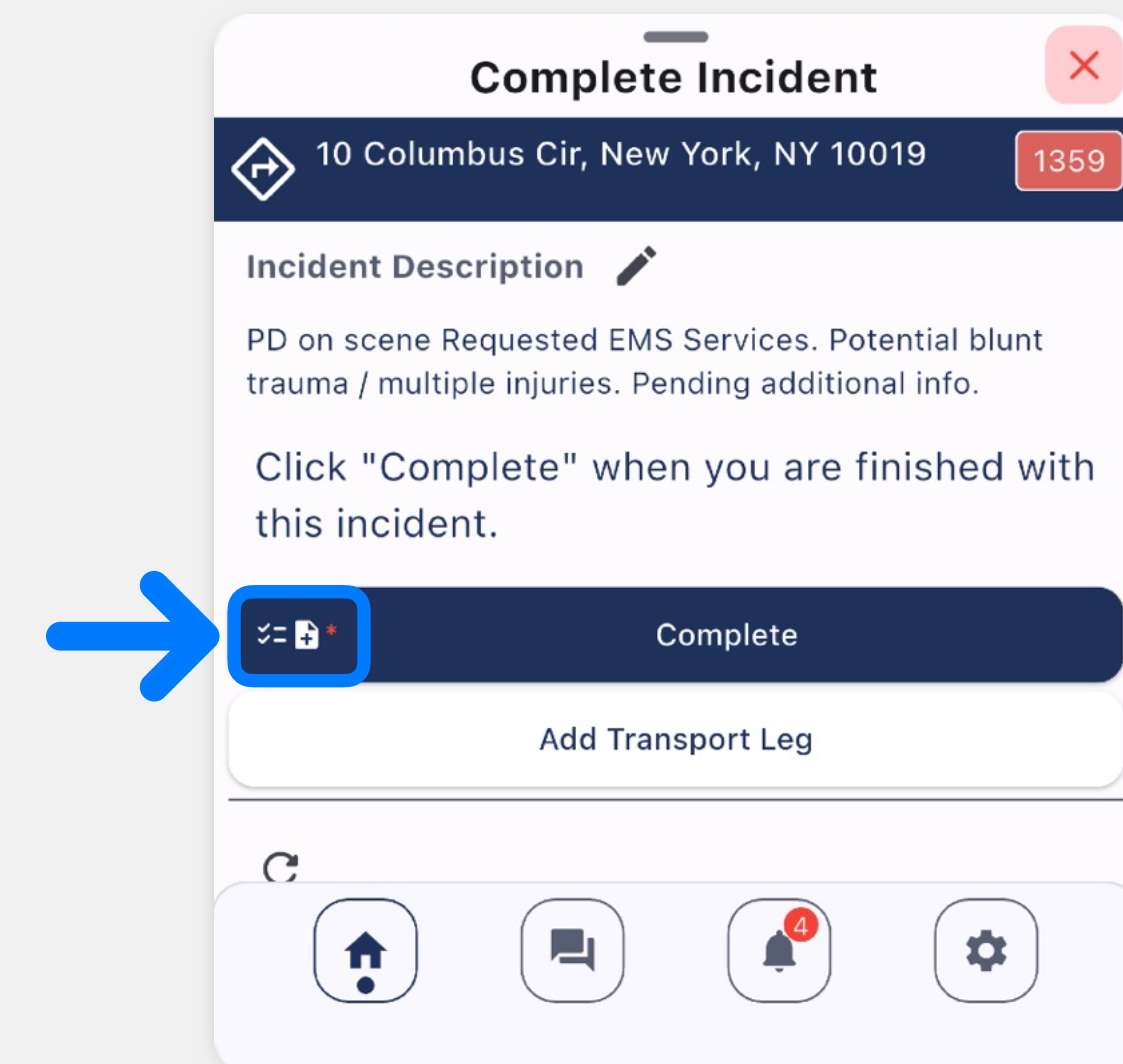 Complete Incident
10 Columbus Cir, New York, NY 10019
1359
Incident Description
PD on scene Requested EMS Services. Potential blunt
trauma / multiple injuries. Pending additional info.
Click "Complete" when you are finished with
this incident.
* Complete
Add Transport Leg
4